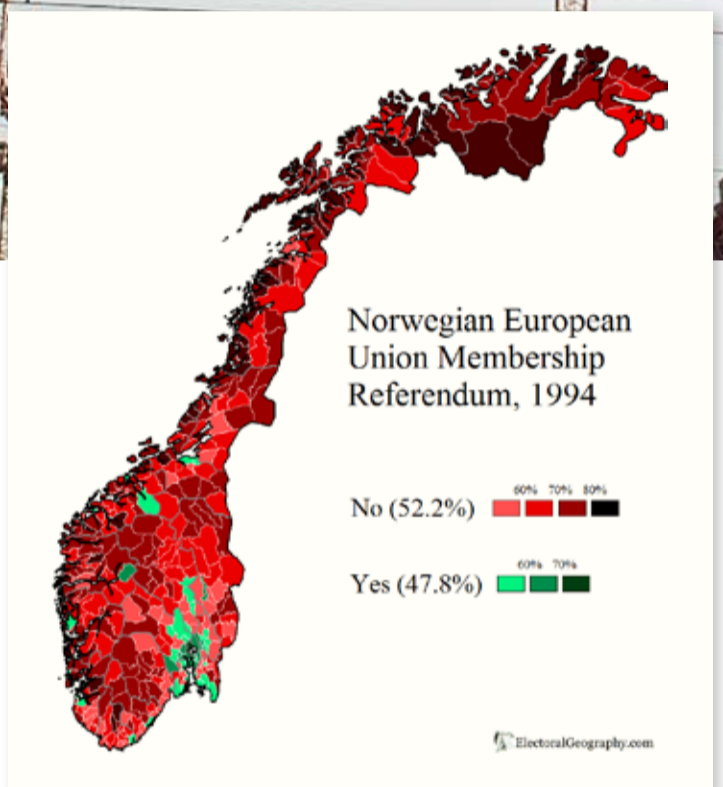 Norwegian European
Union Membership
Referendum, 1994
60% 70% 80%
No (52.2%)
60% 70%
Yes (47.8%)
ElectoralGeography.com